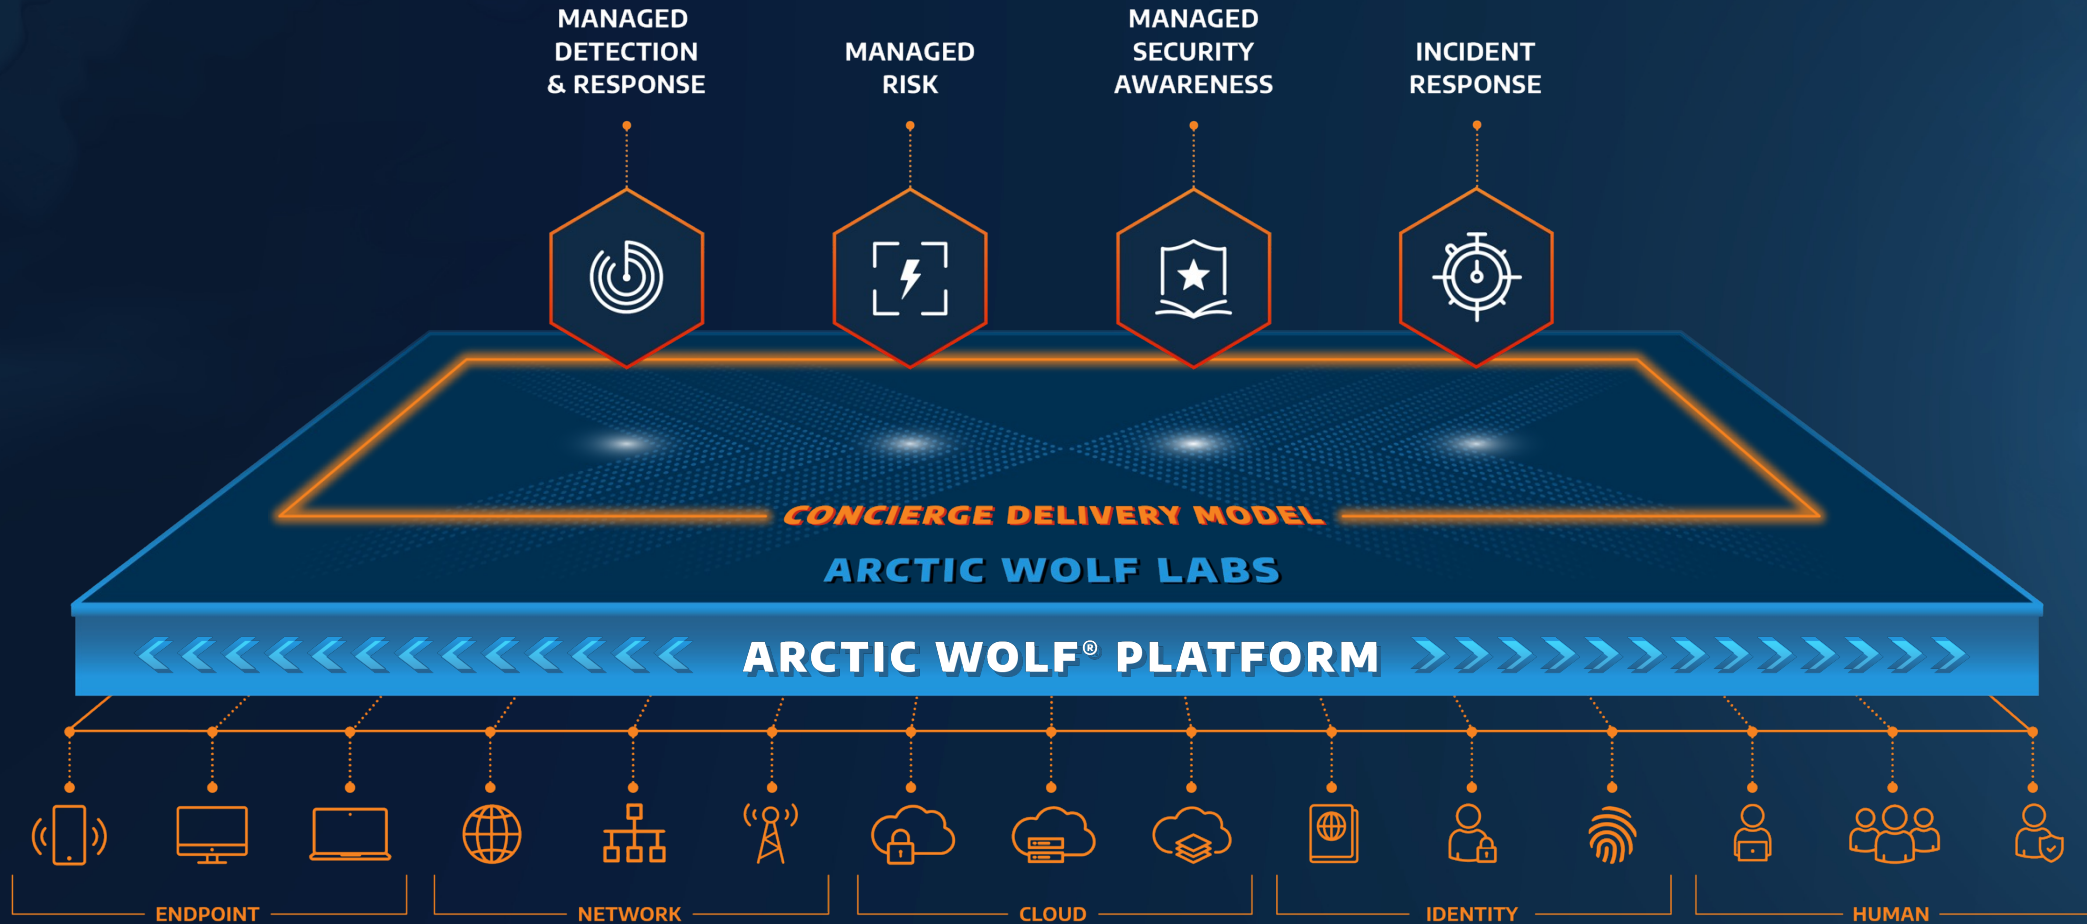 MANAGED
DETECTION
& RESPONSE
MANAGED
RISK
MANAGED
SECURITY
AWARENESS
INCIDENT
RESPONSE
CONCIERGE DELIVERY MODEL
ARCTIC WOLF LABS
ARCTIC WOLF® PLATFORM
ENDPOINT
NETWORK
CLOUD
IDENTITY
HUMAN